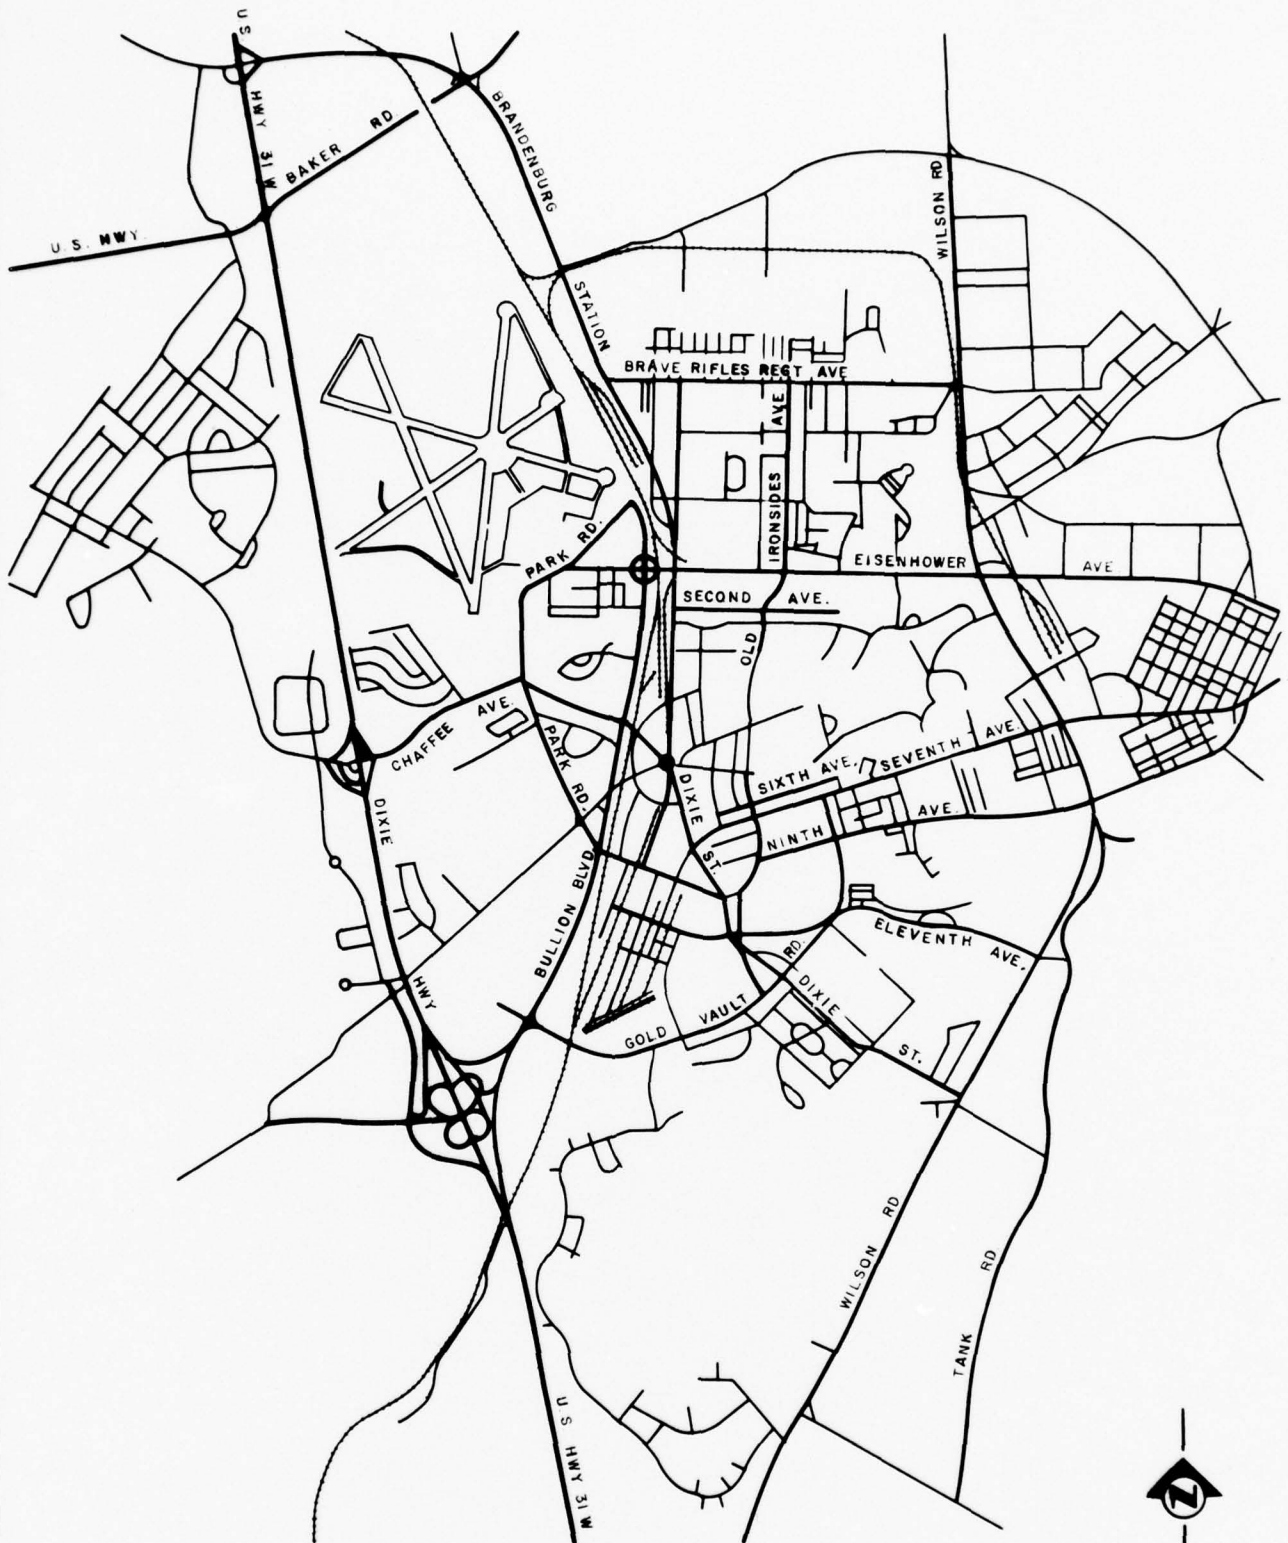 U S
HWY 31 W
BAKER RD
BRANDENBURG
STATION
U.S. HWY.
WILSON RD
BRAVE RIFLES REGT AVE
IRONSIDES AVE.
PARK RD.
EISENHOWER AVE
SECOND AVE.
OLD
CHAFFEE AVE.
PARK RD.
DIXIE
HWY
DIXIE ST.
SIXTH AVE.
SEVENTH AVE.
NINTH AVE.
BULLION BLVD.
ELEVENTH AVE.
GOLD VAULT RD.
DIXIE ST.
WILSON RD
TANK RD
U S HWY 31 W
N